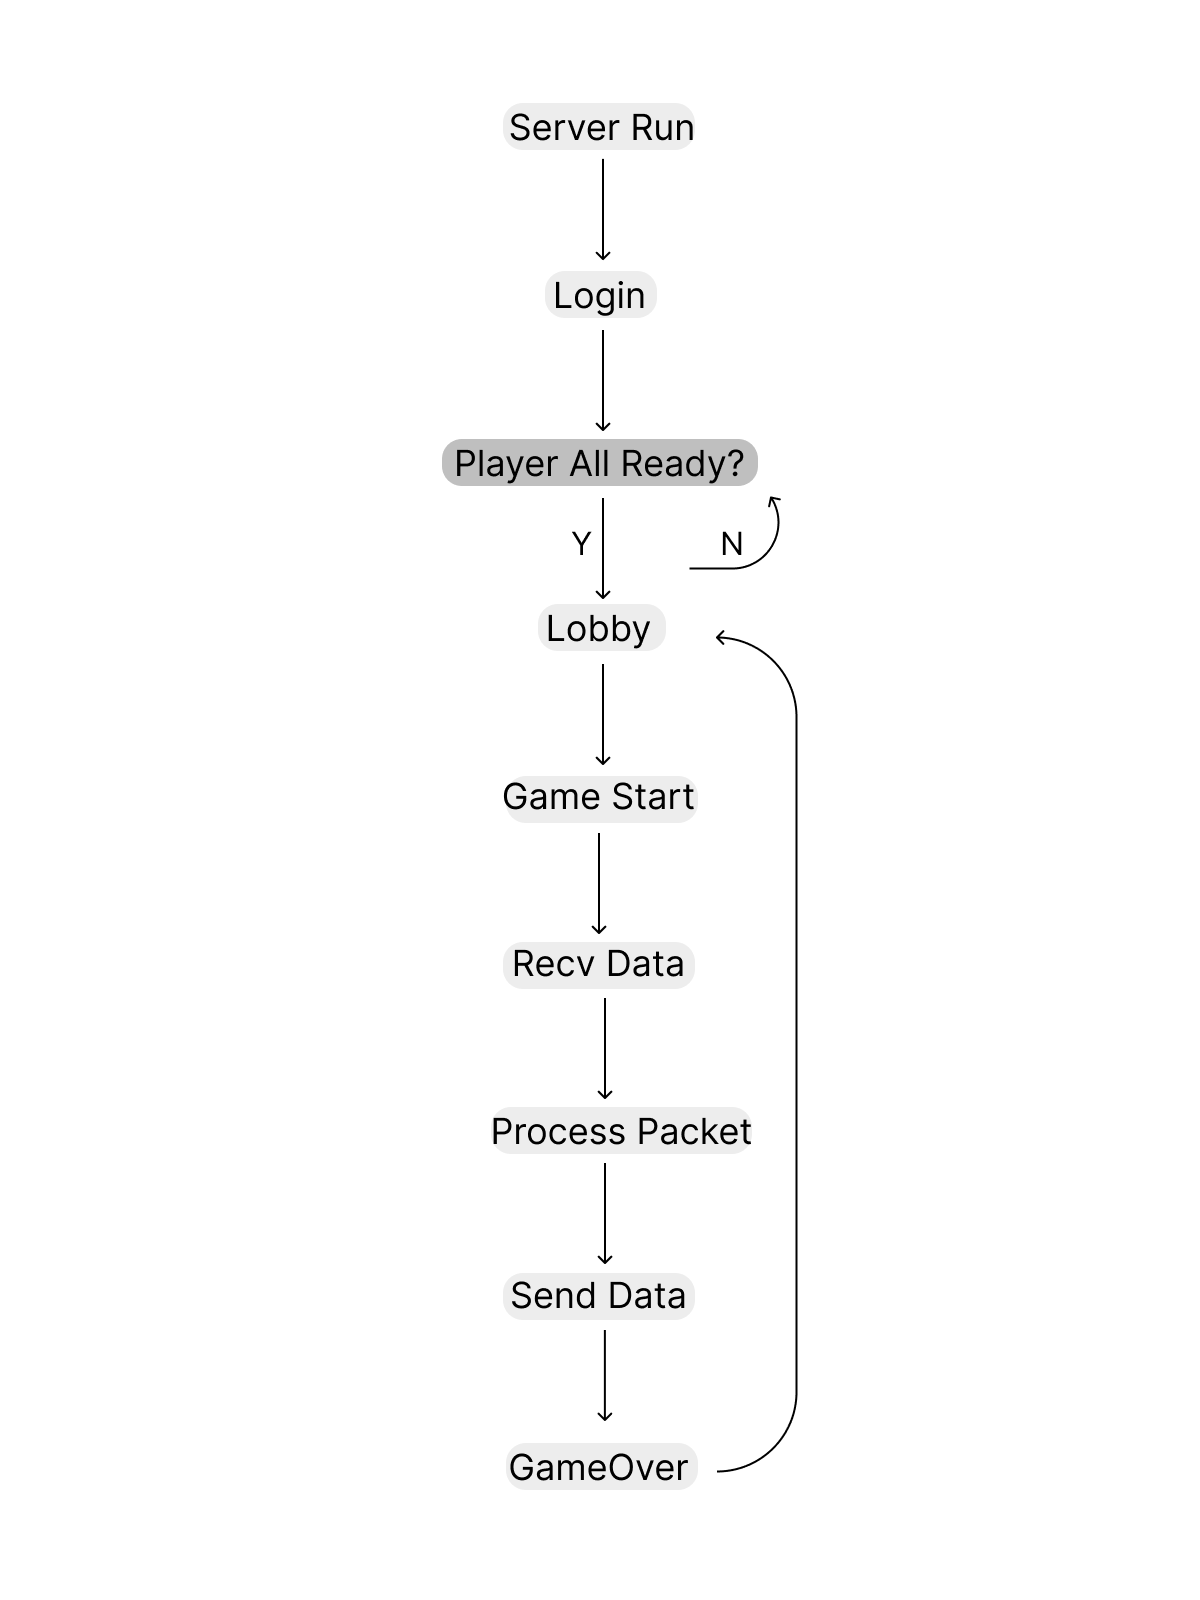 Server Run
Login
Player All Ready?
Y
N
Lobby
Game Start
Recv Data
Process Packet
Send Data
GameOver